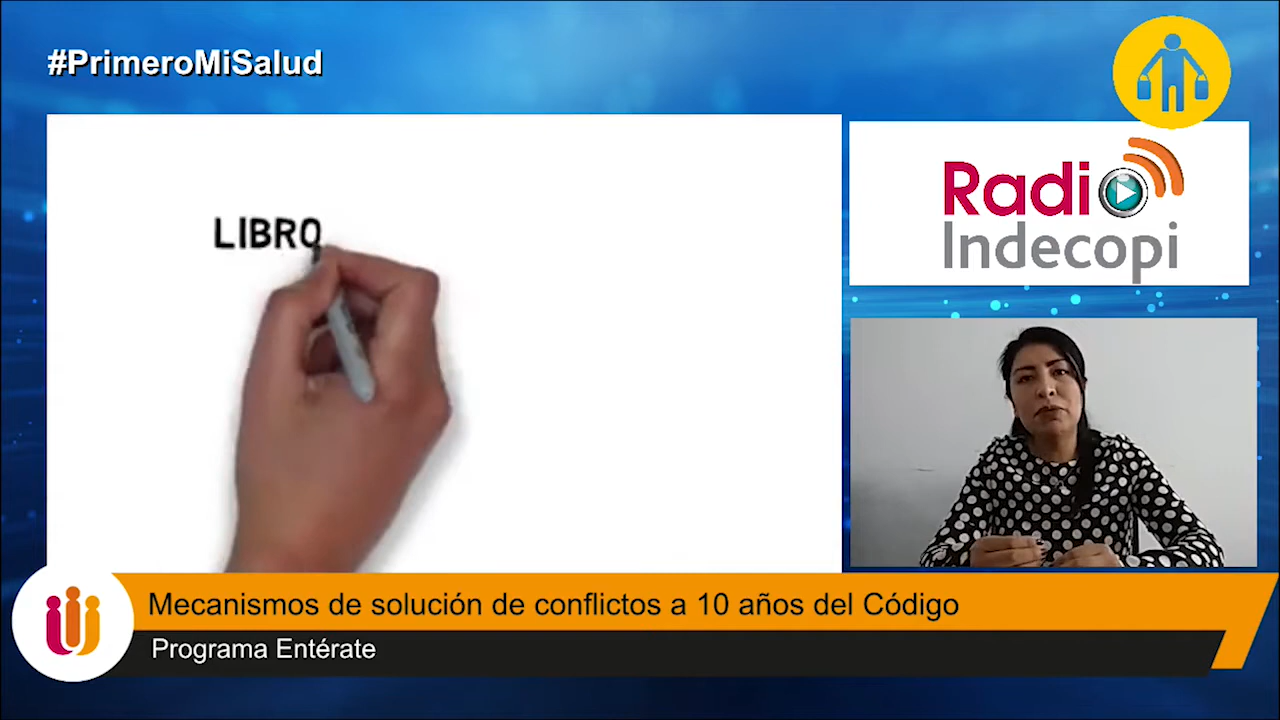 #PrimeroMiSalud
Radio
Indecopi
LIBRO
Mecanismos de solución de conflictos a 10 años del Código
Programa Entérate